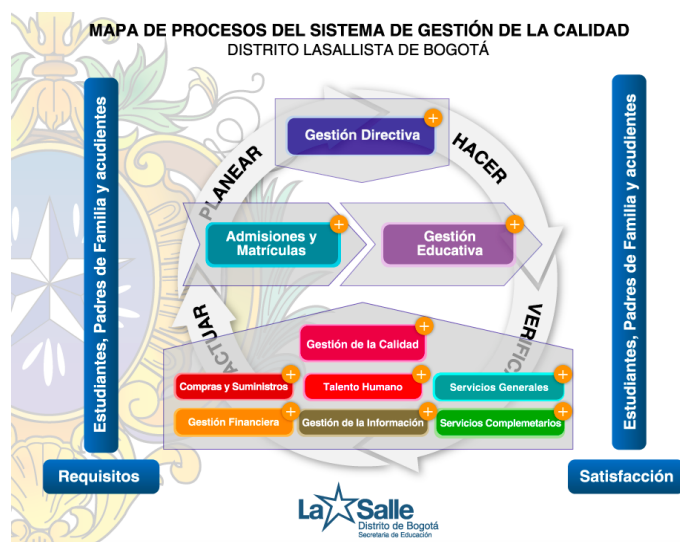 MAPA DE PROCESOS DEL SISTEMA DE GESTIÓN DE LA CALIDAD
DISTRITO LASALLISTA DE BOGOTÁ
Estudiantes, Padres de Familia y acudientes
Requisitos
PLANEAR
HACER
VERIFICA
ACTUAR
Gestión Directiva
Admisiones y
Matrículas
Gestión
Educativa
Gestión de la Calidad
Compras y Suministros
Talento Humano
Servicios Generales
Gestión Financiera
Gestión de la Información
Servicios Complemetarios
Estudiantes, Padres de Familia y acudientes
Satisfacción
La Salle
Distrito de Bogotá
Secretaría de Educación